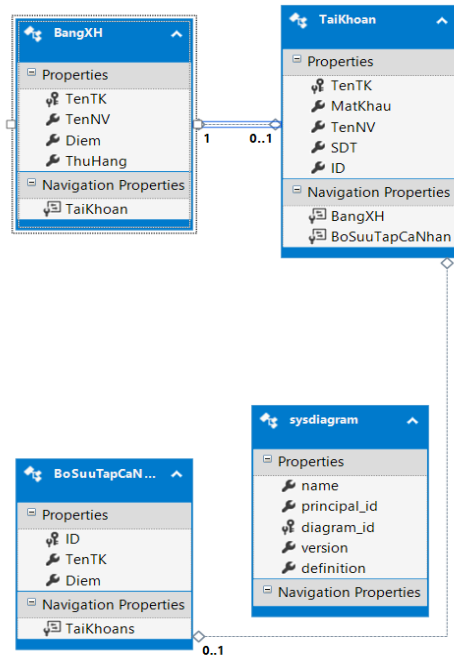 BangXH
Properties
TenTK
TenNV
Diem
ThuHang
Navigation Properties
TaiKhoan
1
0..1
TaiKhoan
Properties
TenTK
MatKhau
TenNV
SDT
ID
Navigation Properties
BangXH
BoSuuTapCaNhan
sysdiagram
Properties
name
principal_id
diagram_id
version
definition
Navigation Properties
BoSuuTapCaN...
Properties
ID
TenTK
Diem
Navigation Properties
TaiKhoans
0..1